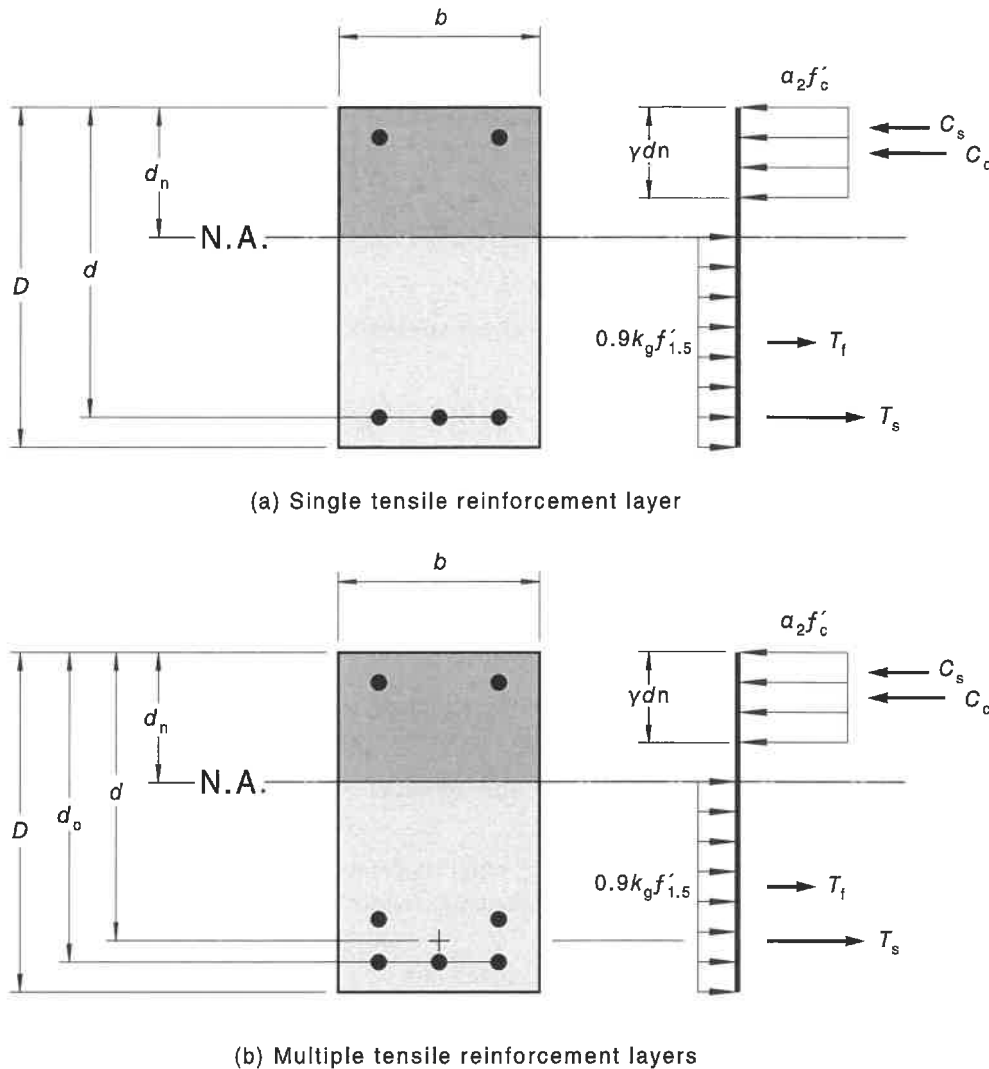 b
α₂f′c
Cs
Cc
γdn
dn
N.A.
d
D
0.9kgf′1.5
Tf
Ts
(a) Single tensile reinforcement layer
b
α₂f′c
Cs
Cc
γdn
dn
N.A.
d
do
D
0.9kgf′1.5
Tf
Ts
(b) Multiple tensile reinforcement layers